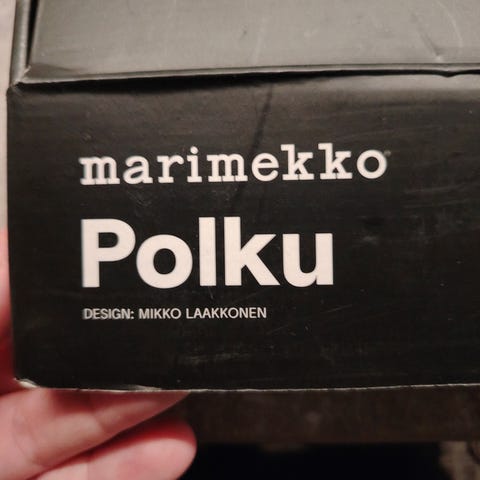 marimekko
Polku
DESIGN: MIKKO LAAKKONEN